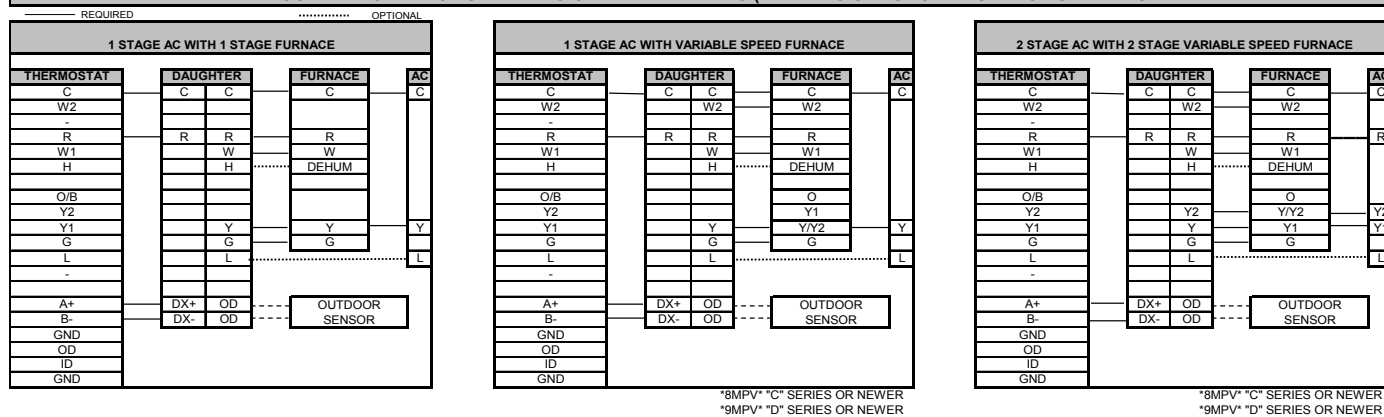 REQUIRED OPTIONAL
1 STAGE AC WITH 1 STAGE FURNACE
THERMOSTAT DAUGHTER FURNACE AC
C C C C C
W2
-
R R R R
W1 W W
H H DEHUM
O/B
Y2
Y1 Y Y Y
G G G
L L L
-
A+ DX+ OD OUTDOOR
B- DX- OD SENSOR
GND
OD
ID
GND
1 STAGE AC WITH VARIABLE SPEED FURNACE
THERMOSTAT DAUGHTER FURNACE AC
C C C C C
W2 W2 W2
-
R R R R
W1 W W1
H H DEHUM
O/B O
Y2 Y1
Y1 Y Y/Y2 Y
G G G
L L L
-
A+ DX+ OD OUTDOOR
B- DX- OD SENSOR
GND
OD
ID
GND
*8MPV* "C" SERIES OR NEWER
*9MPV* "D" SERIES OR NEWER
2 STAGE AC WITH 2 STAGE VARIABLE SPEED FURNACE
THERMOSTAT DAUGHTER FURNACE
C C C C
W2 W2 W2
-
R R R R
W1 W W1
H H DEHUM
O/B O
Y2 Y2 Y/Y2
Y1 Y Y1
G G G
L L
-
A+ DX+ OD OUTDOOR
B- DX- OD SENSOR
GND
OD
ID
GND
*8MPV* "C" SERIES OR NEWER
*9MPV* "D" SERIES OR NEWER